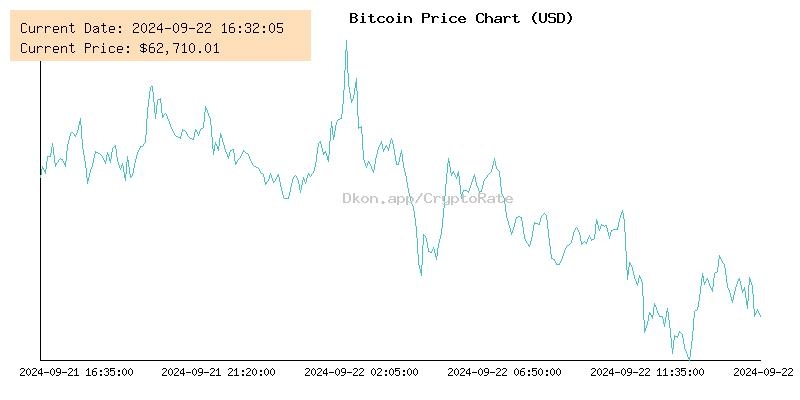 Bitcoin Price Chart (USD)
Current Date: 2024-09-22 16:32:05
Current Price: $62,710.01
Dkon.app/CryptoRate
2024-09-21 16:35:00 2024-09-21 21:20:00 2024-09-22 02:05:00 2024-09-22 06:50:00 2024-09-22 11:35:00 2024-09-22